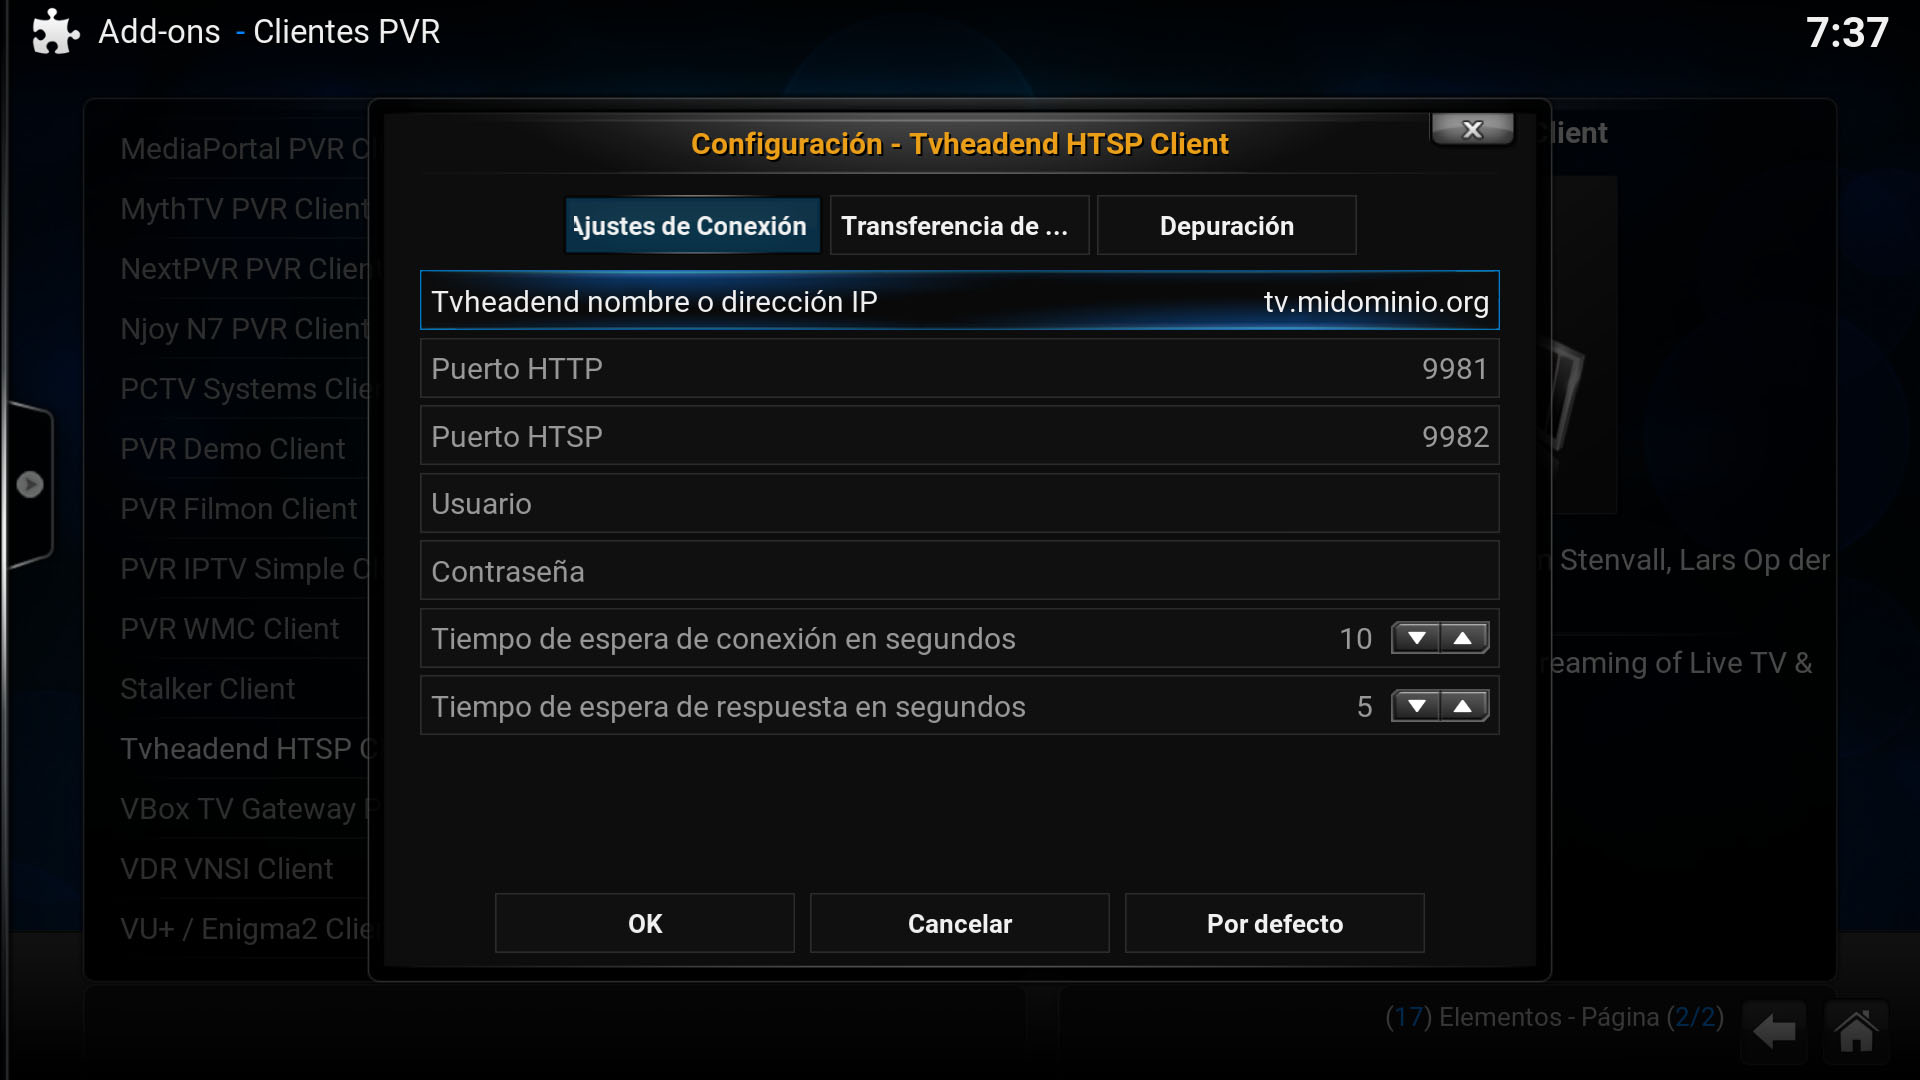 Add-ons - Clientes PVR
7:37
MediaPortal PVR C
MythTV PVR Client
NextPVR PVR Clien
Njoy N7 PVR Client
PCTV Systems Clie
PVR Demo Client
PVR Filmon Client
PVR IPTV Simple
PVR WMC Client
Stalker Client
Tvheadend HTSP C
VBox TV Gateway P
VDR VNSI Client
VU+ / Enigma2 Clie
Configuración - Tvheadend HTSP Client
Ajustes de Conexión
Transferencia de ...
Depuración
Tvheadend nombre o dirección IP tv.midominio.org
Puerto HTTP 9981
Puerto HTSP 9982
Usuario
Contraseña
Tiempo de espera de conexión en segundos 10
Tiempo de espera de respuesta en segundos 5
OK
Cancelar
Por defecto
lient
n Stenvall, Lars Op der
reaming of Live TV &
(17) Elementos - Página (2/2)